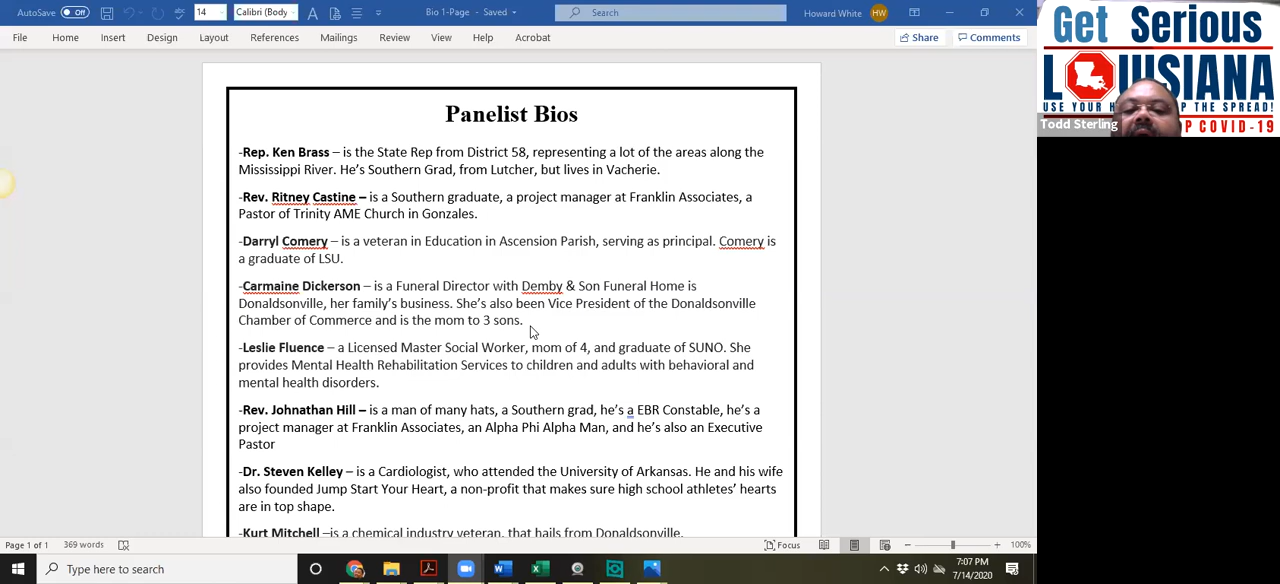 AutoSave Off 14 Calibri (Body Bio 1-Page - Saved Search Howard White HW
File Home Insert Design Layout References Mailings Review View Help Acrobat Share Comments
Get Serious
LOUISIANA
USE YOUR H P THE SPREAD!
Todd Sterling P COVID-19
Panelist Bios
-Rep. Ken Brass – is the State Rep from District 58, representing a lot of the areas along the
Mississippi River. He's Southern Grad, from Lutcher, but lives in Vacherie.
-Rev. Ritney Castine – is a Southern graduate, a project manager at Franklin Associates, a
Pastor of Trinity AME Church in Gonzales.
-Darryl Comery – is a veteran in Education in Ascension Parish, serving as principal. Comery is
a graduate of LSU.
-Carmaine Dickerson – is a Funeral Director with Demby & Son Funeral Home is
Donaldsonville, her family's business. She's also been Vice President of the Donaldsonville
Chamber of Commerce and is the mom to 3 sons.
-Leslie Fluence – a Licensed Master Social Worker, mom of 4, and graduate of SUNO. She
provides Mental Health Rehabilitation Services to children and adults with behavioral and
mental health disorders.
-Rev. Johnathan Hill – is a man of many hats, a Southern grad, he's a EBR Constable, he's a
project manager at Franklin Associates, an Alpha Phi Alpha Man, and he's also an Executive
Pastor
-Dr. Steven Kelley – is a Cardiologist, who attended the University of Arkansas. He and his wife
also founded Jump Start Your Heart, a non-profit that makes sure high school athletes' hearts
are in top shape.
-Kurt Mitchell –is a chemical industry veteran, that hails from Donaldsonville.
Page 1 of 1 369 words Focus 100%
Type here to search 7:07 PM
7/14/2020